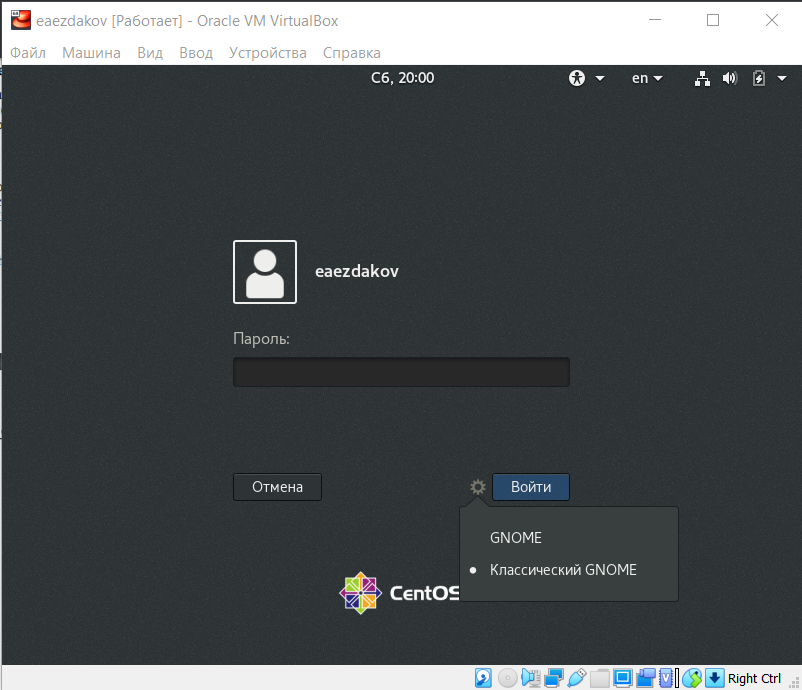 eaezdakov [Работает] - Oracle VM VirtualBox
Файл Машина Вид Ввод Устройства Справка
Сб, 20:00 en
eaezdakov
Пароль:
Отмена Войти
GNOME
Классический GNOME
CentOS
Right Ctrl